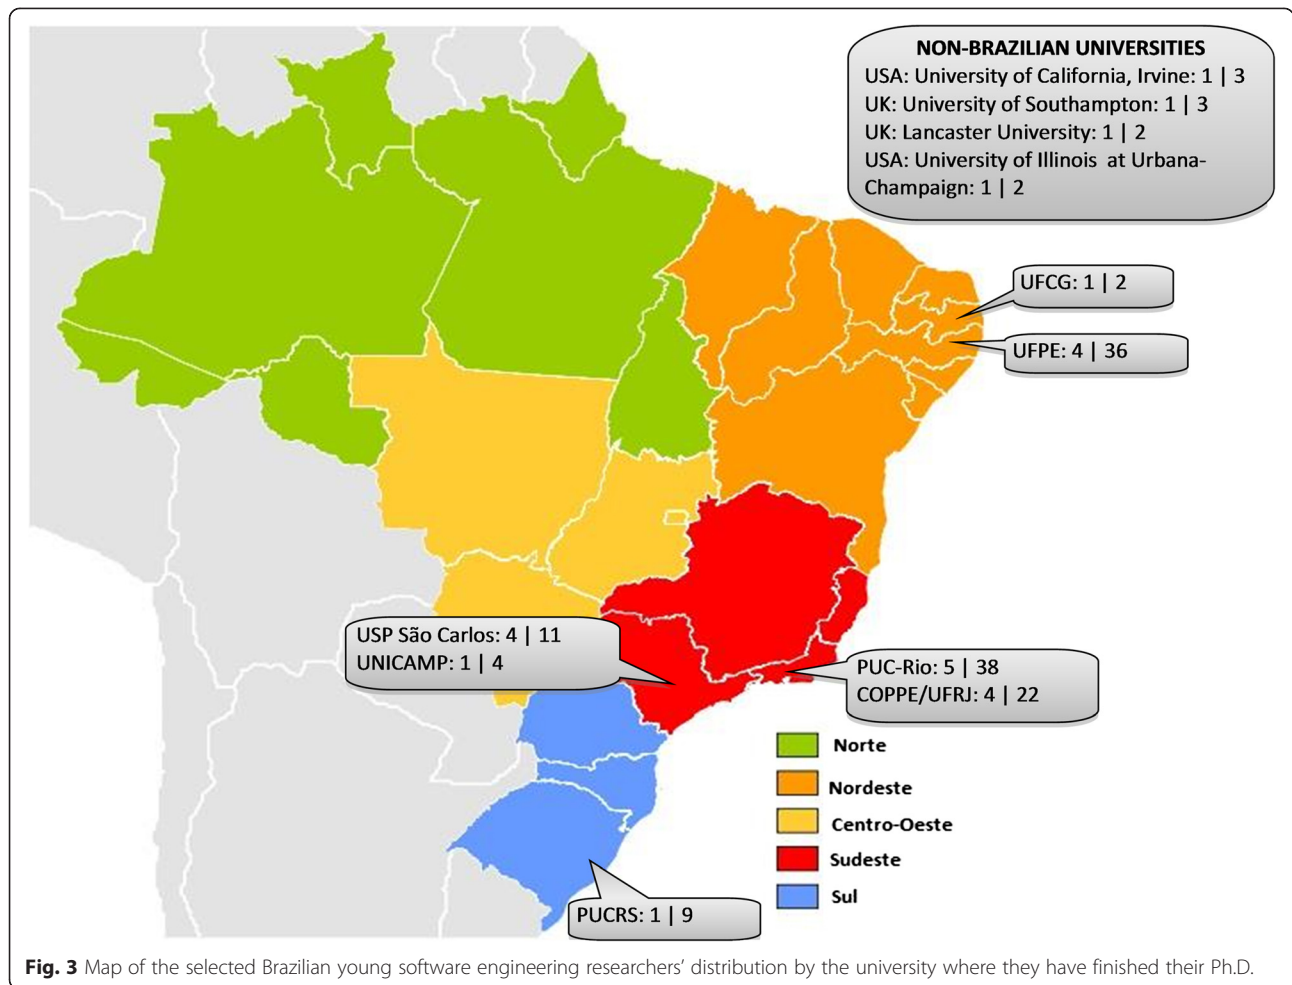 NON-BRAZILIAN UNIVERSITIES
USA: University of California, Irvine: 1 | 3
UK: University of Southampton: 1 | 3
UK: Lancaster University: 1 | 2
USA: University of Illinois at Urbana-
Champaign: 1 | 2
UFCG: 1 | 2
UFPE: 4 | 36
USP São Carlos: 4 | 11
UNICAMP: 1 | 4
PUC-Rio: 5 | 38
COPPE/UFRJ: 4 | 22
Norte
Nordeste
Centro-Oeste
Sudeste
Sul
PUCRS: 1 | 9
Fig. 3 Map of the selected Brazilian young software engineering researchers’ distribution by the university where they have finished their Ph.D.